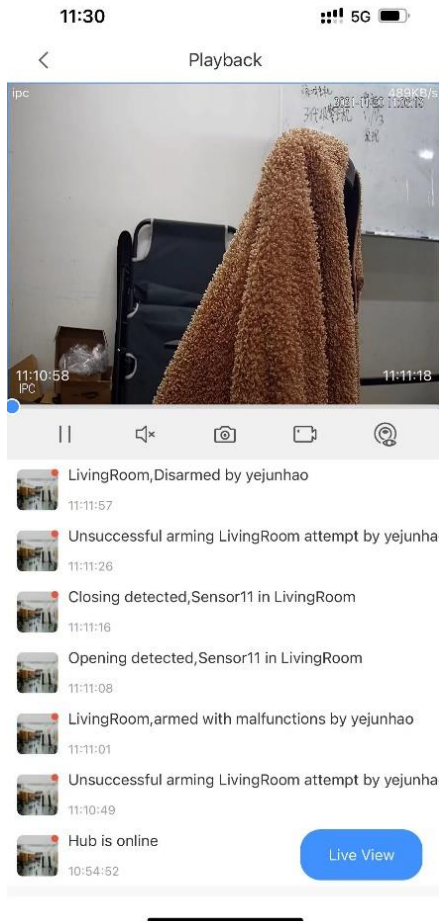 11:30
5G
Playback
ipc
489KB/s
11:10:58
IPC
11:11:18
LivingRoom,Disarmed by yejunhao
11:11:57
Unsuccessful arming LivingRoom attempt by yejunha
11:11:26
Closing detected,Sensor11 in LivingRoom
11:11:16
Opening detected,Sensor11 in LivingRoom
11:11:08
LivingRoom,armed with malfunctions by yejunhao
11:11:01
Unsuccessful arming LivingRoom attempt by yejunha
11:10:49
Hub is online
10:54:52
Live View